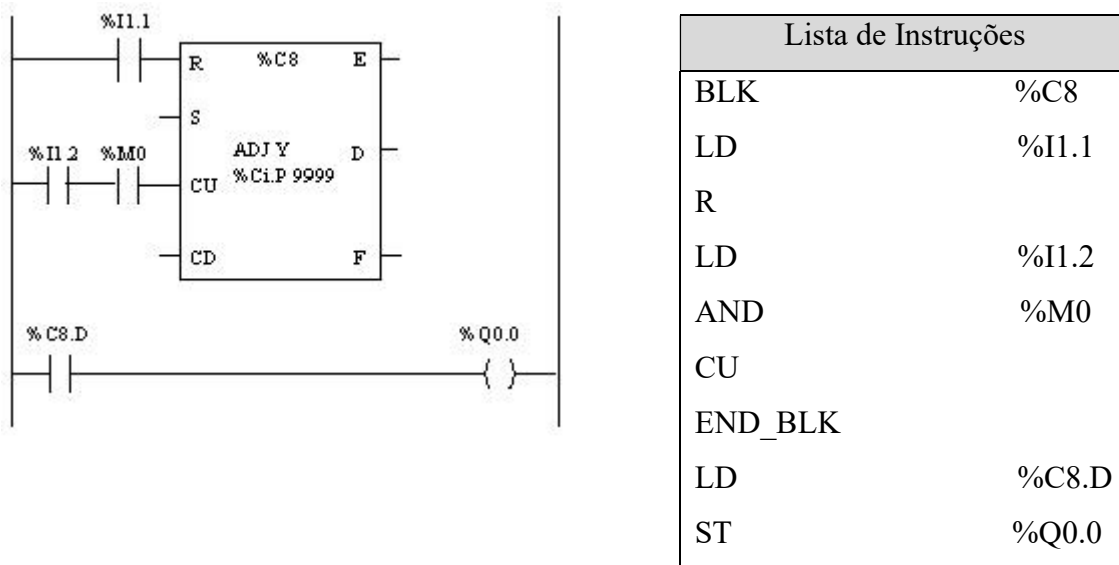 %I1.1
R %C8 E
S
%I1.2 %M0 ADJ Y D
CU %Ci.P 9999
CD F
%C8.D %Q0.0
Lista de Instruções
BLK %C8
LD %I1.1
R
LD %I1.2
AND %M0
CU
END_BLK
LD %C8.D
ST %Q0.0